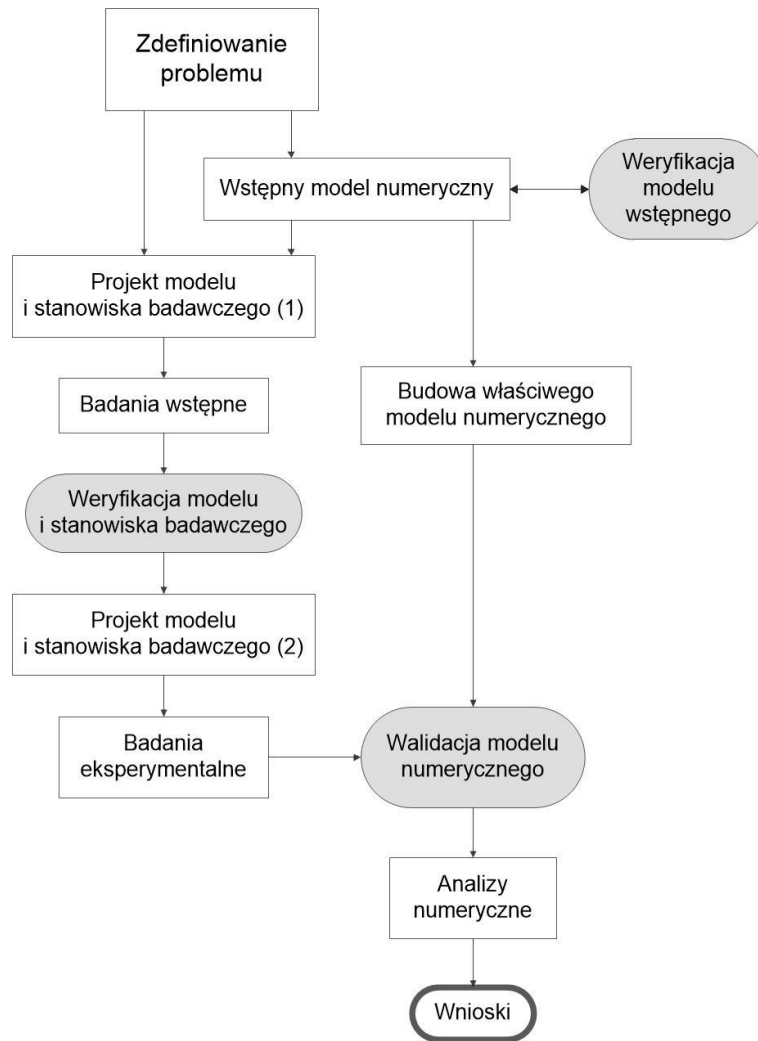 Zdefiniowanie
problemu
Wstępny model numeryczny
Weryfikacja
modelu
wstępnego
Projekt modelu
i stanowiska badawczego (1)
Badania wstępne
Budowa właściwego
modelu numerycznego
Weryfikacja modelu
i stanowiska badawczego
Projekt modelu
i stanowiska badawczego (2)
Badania
eksperymentalne
Walidacja modelu
numerycznego
Analizy
numeryczne
Wnioski